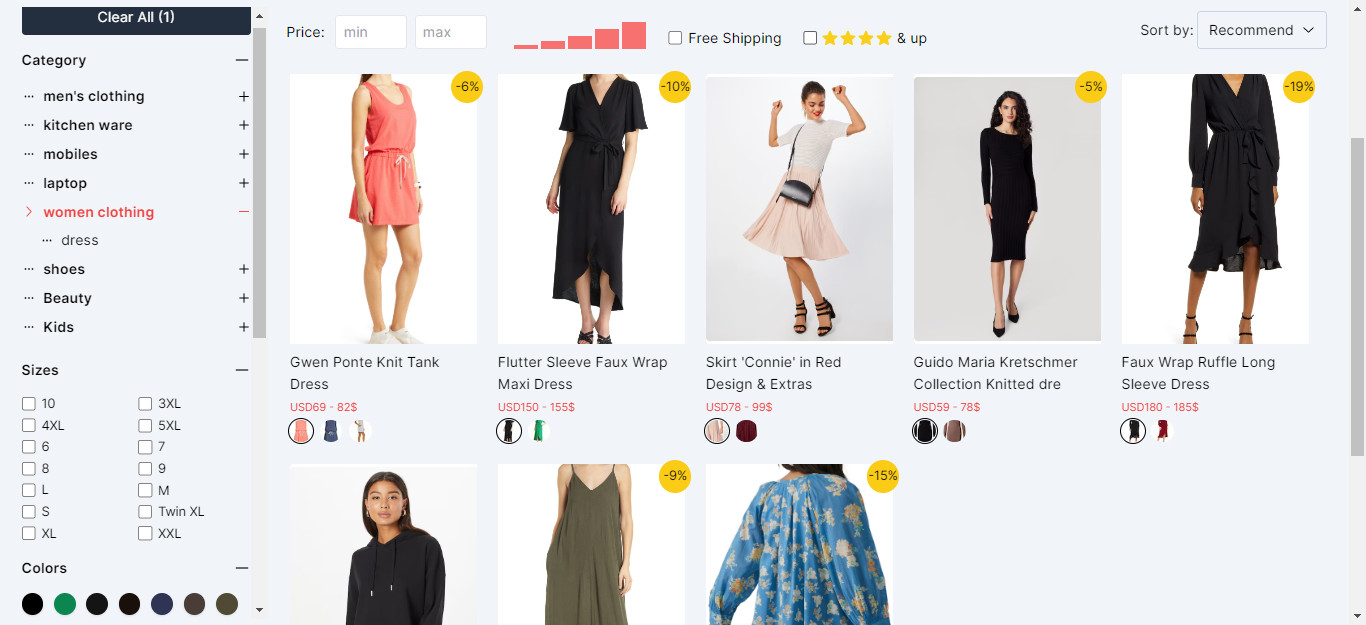 Clear All (1)
Category
men's clothing
kitchen ware
mobiles
laptop
women clothing
dress
shoes
Beauty
Kids
Sizes
10
3XL
4XL
5XL
6
7
8
9
L
M
S
Twin XL
XL
XXL
Colors
Price:
min
max
Free Shipping
& up
Sort by:
Recommend
-6%
-10%
-5%
-19%
Gwen Ponte Knit Tank
Dress
USD69 - 82$
Flutter Sleeve Faux Wrap
Maxi Dress
USD150 - 155$
Skirt 'Connie' in Red
Design & Extras
USD78 - 99$
Guido Maria Kretschmer
Collection Knitted dre
USD59 - 78$
Faux Wrap Ruffle Long
Sleeve Dress
USD180 - 185$
-9%
-15%